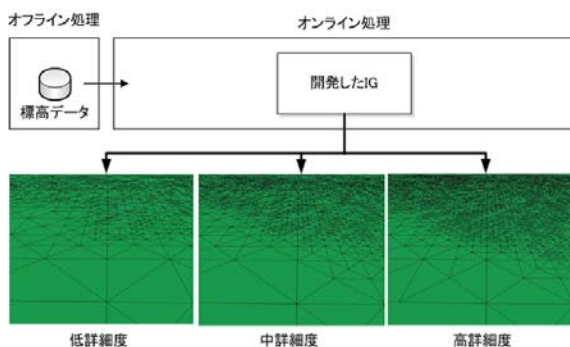 オフライン処理
オンライン処理
標高データ
開発したIG
低詳細度
中詳細度
高詳細度